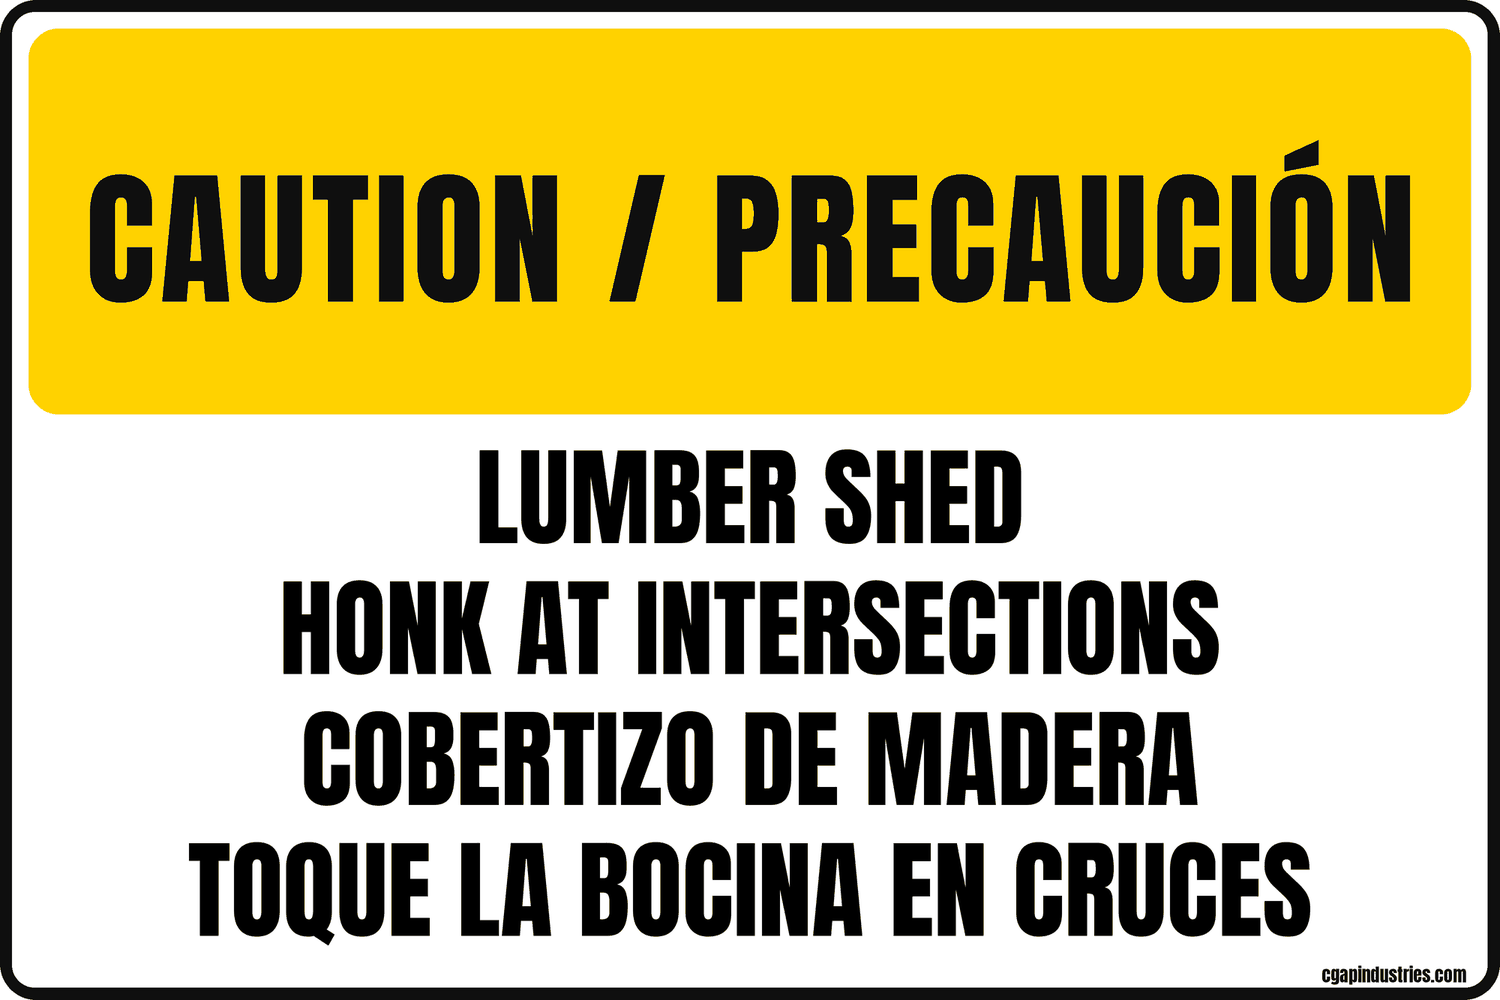 CAUTION / PRECAUCIÓN
LUMBER SHED
HONK AT INTERSECTIONS
COBERTIZO DE MADERA
TOQUE LA BOCINA EN CRUCES
cgapindustries.com